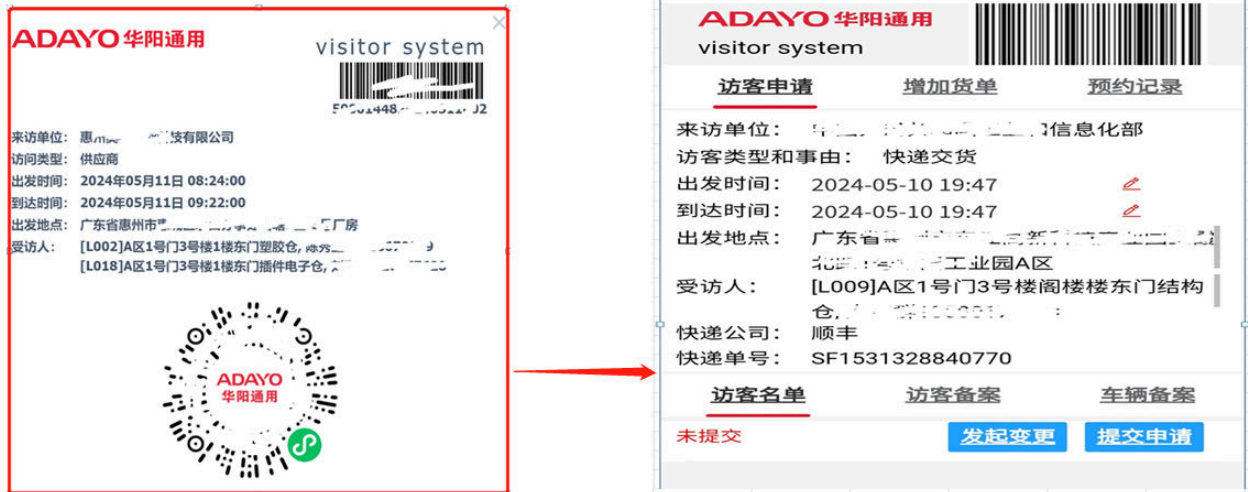 ADAYO 华阳通用
visitor system
来访单位： 惠 技有限公司
访问类型： 供应商
出发时间： 2024年05月11日 08:24:00
到达时间： 2024年05月11日 09:22:00
出发地点： 广东省惠州市 厂房
受访人： [L002]A区1号门3号楼1楼东门塑胶仓,
[L018]A区1号门3号楼1楼东门插件电子仓,
ADAYO
华阳通用
ADAYO 华阳通用
visitor system
访客申请 增加货单 预约记录
来访单位： 和信息化部
访客类型和事由： 快递交货
出发时间： 2024-05-10 19:47
到达时间： 2024-05-10 19:47
出发地点： 广东省
工业园A区
受访人： [L009]A区1号门3号楼阁楼楼东门结构
仓,
快递公司： 顺丰
快递单号： SF1531328840770
访客名单 访客备案 车辆备案
未提交 发起变更 提交申请